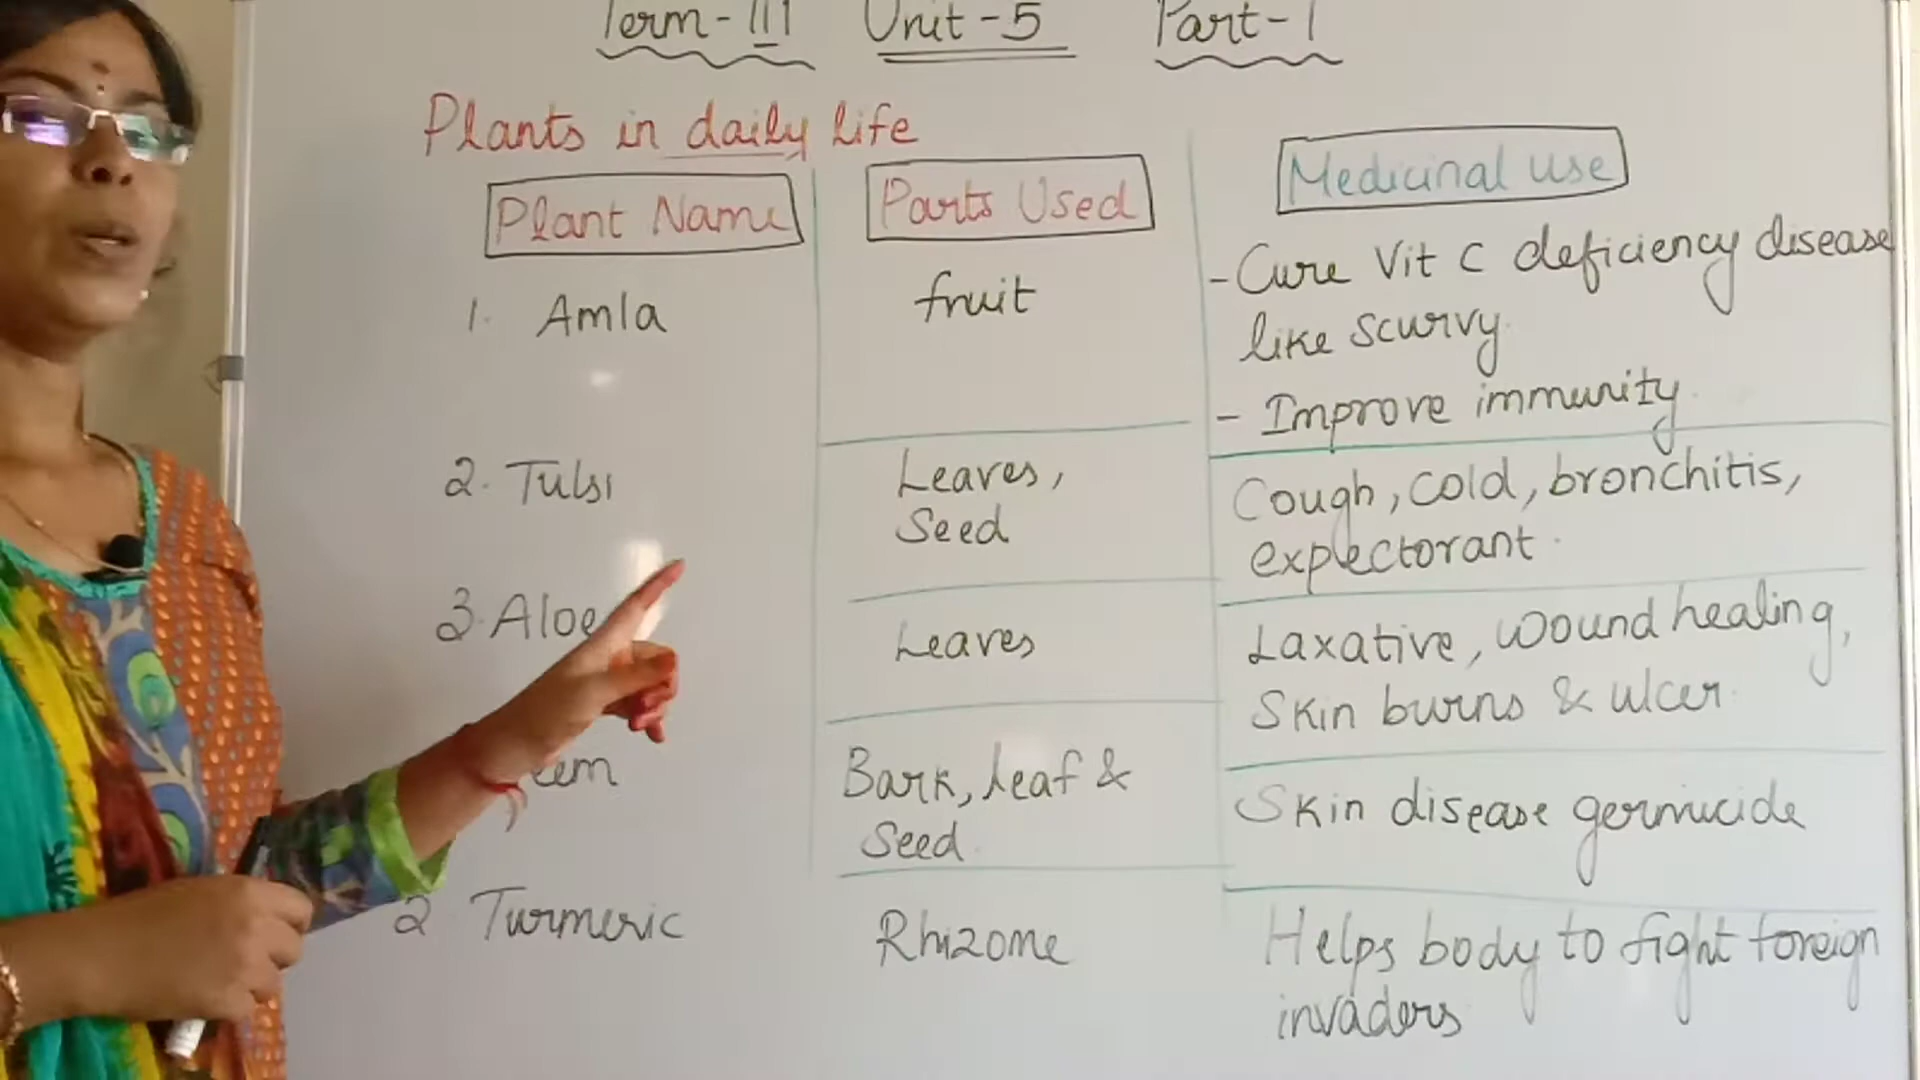 Term-III Unit-5 Part-1
Plants in daily life
Plant Name Parts Used Medicinal use
1. Amla fruit - Cure Vit C deficiency disease
like scurvy.
- Improve immunity.
2. Tulsi Leaves, Cough, cold, bronchitis,
Seed expectorant.
3. Aloe Leaves Laxative, wound healing,
Skin burns & ulcer.
eem Bark, Leaf & Skin disease germicide
Seed.
2 Turmeric Rhizome Helps body to fight foreign
invaders